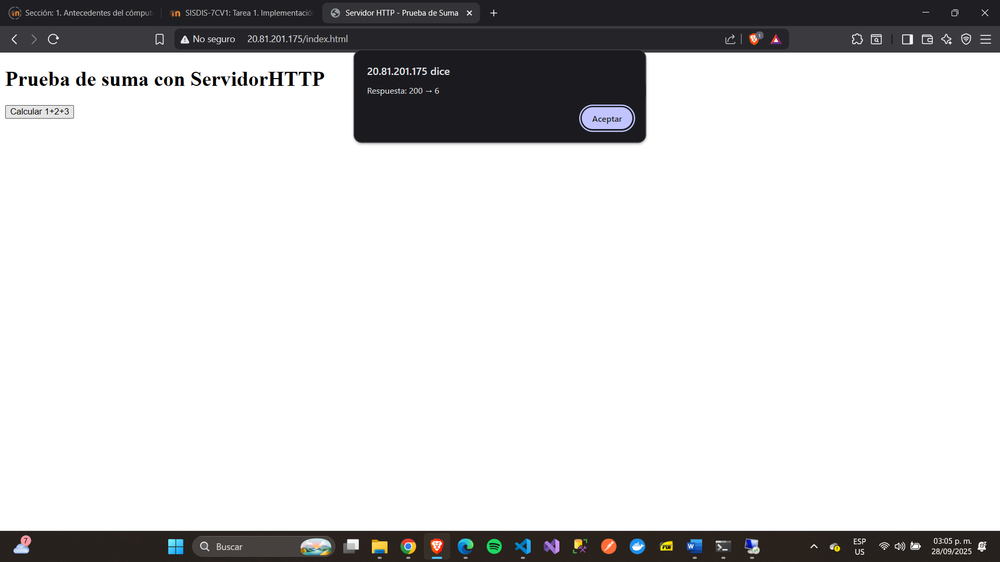 Sección: 1. Antecedentes del cómput
SISDIS-7CV1: Tarea 1. Implementació
Servidor HTTP - Prueba de Suma
No seguro 20.81.201.175/index.html
1
20.81.201.175 dice
Respuesta: 200 → 6
Aceptar
Prueba de suma con ServidorHTTP
Calcular 1+2+3
7
Buscar
PDF
ESP
US
03:05 p. m.
28/09/2025